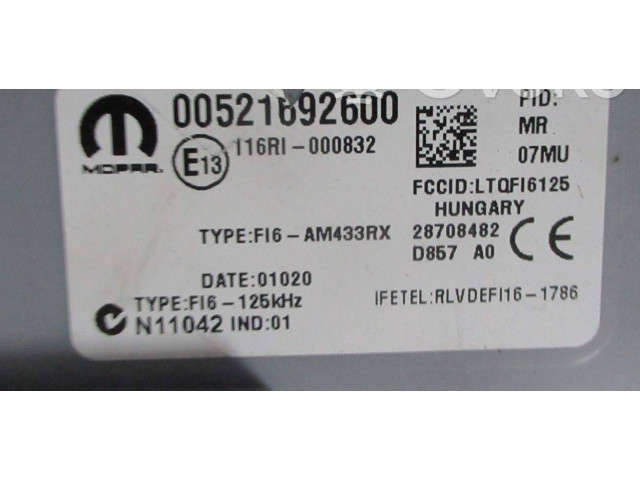 MOPAR
00521692600
E13
116RI-000832
PID:
MR
07MU
FCCID:LTQFI6125
HUNGARY
TYPE:FI6-AM433RX
28708482
D857 A0
CE
DATE:01020
TYPE:FI6-125kHz
IFETEL:RLVDEFI16-1786
N11042 IND:01